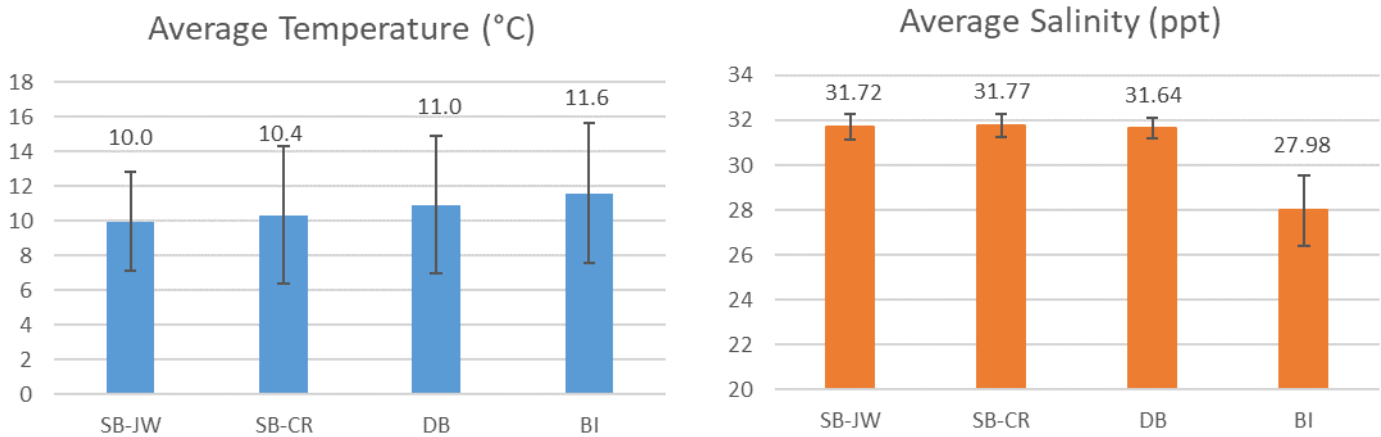 Average Temperature (°C)
18
16
14
12
10
8
6
4
2
0
10.0
10.4
11.0
11.6
SB-JW
SB-CR
DB
BI
Average Salinity (ppt)
34
32
30
28
26
24
22
20
31.72
31.77
31.64
27.98
SB-JW
SB-CR
DB
BI